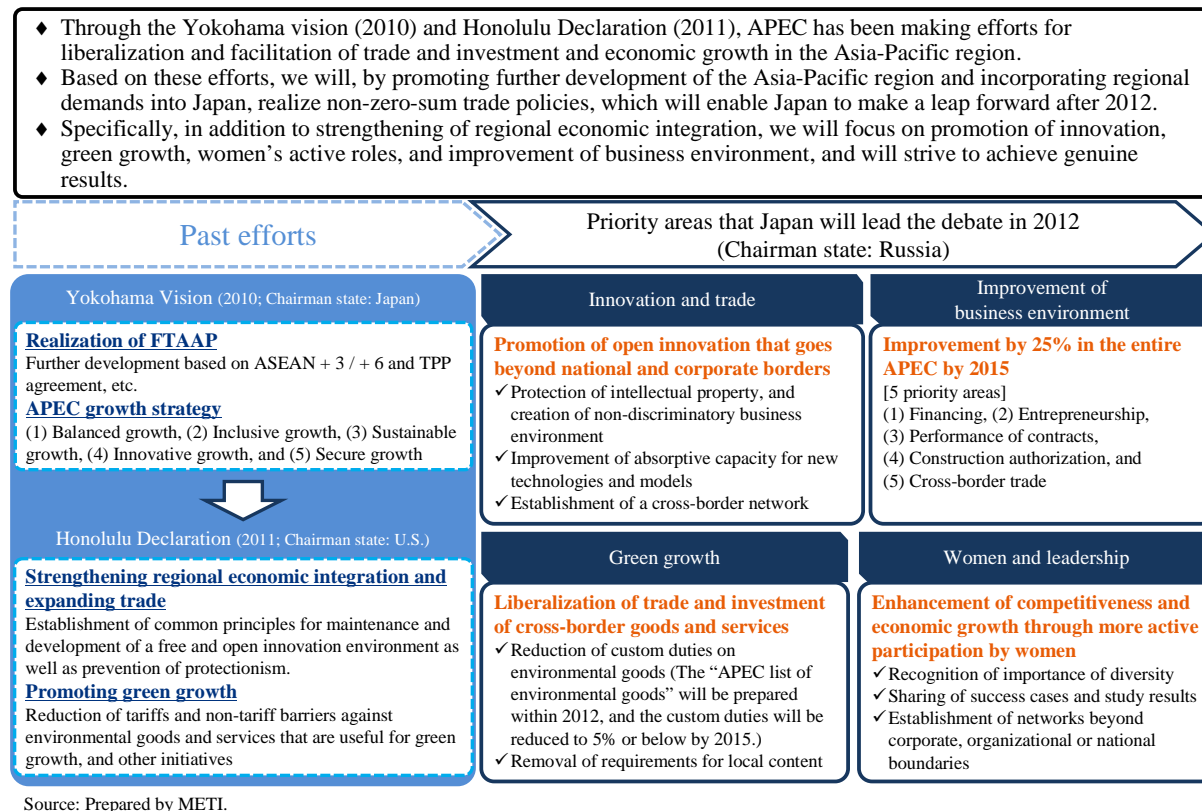 ♦ Through the Yokohama vision (2010) and Honolulu Declaration (2011), APEC has been making efforts for
liberalization and facilitation of trade and investment and economic growth in the Asia-Pacific region.
♦ Based on these efforts, we will, by promoting further development of the Asia-Pacific region and incorporating regional
demands into Japan, realize non-zero-sum trade policies, which will enable Japan to make a leap forward after 2012.
♦ Specifically, in addition to strengthening of regional economic integration, we will focus on promotion of innovation,
green growth, women's active roles, and improvement of business environment, and will strive to achieve genuine
results.
Past efforts
Priority areas that Japan will lead the debate in 2012
(Chairman state: Russia)
Yokohama Vision (2010; Chairman state: Japan)
Realization of FTAAP
Further development based on ASEAN + 3 / + 6 and TPP
agreement, etc.
APEC growth strategy
(1) Balanced growth, (2) Inclusive growth, (3) Sustainable
growth, (4) Innovative growth, and (5) Secure growth
Honolulu Declaration (2011; Chairman state: U.S.)
Strengthening regional economic integration and
expanding trade
Establishment of common principles for maintenance and
development of a free and open innovation environment as
well as prevention of protectionism.
Promoting green growth
Reduction of tariffs and non-tariff barriers against
environmental goods and services that are useful for green
growth, and other initiatives
Innovation and trade
Promotion of open innovation that goes
beyond national and corporate borders
✓ Protection of intellectual property, and
creation of non-discriminatory business
environment
✓ Improvement of absorptive capacity for new
technologies and models
✓ Establishment of a cross-border network
Improvement of
business environment
Improvement by 25% in the entire
APEC by 2015
[5 priority areas]
(1) Financing, (2) Entrepreneurship,
(3) Performance of contracts,
(4) Construction authorization, and
(5) Cross-border trade
Green growth
Liberalization of trade and investment
of cross-border goods and services
✓ Reduction of custom duties on
environmental goods (The "APEC list of
environmental goods" will be prepared
within 2012, and the custom duties will be
reduced to 5% or below by 2015.)
✓ Removal of requirements for local content
Women and leadership
Enhancement of competitiveness and
economic growth through more active
participation by women
✓ Recognition of importance of diversity
✓ Sharing of success cases and study results
✓ Establishment of networks beyond
corporate, organizational or national
boundaries
Source: Prepared by METI.